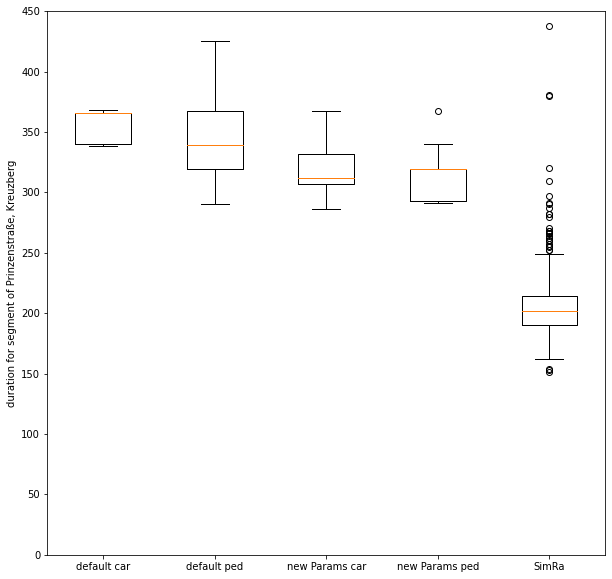 450
400
350
300
250
200
150
100
50
0
duration for segment of Prinzenstraße, Kreuzberg
default car
default ped
new Params car
new Params ped
SimRa